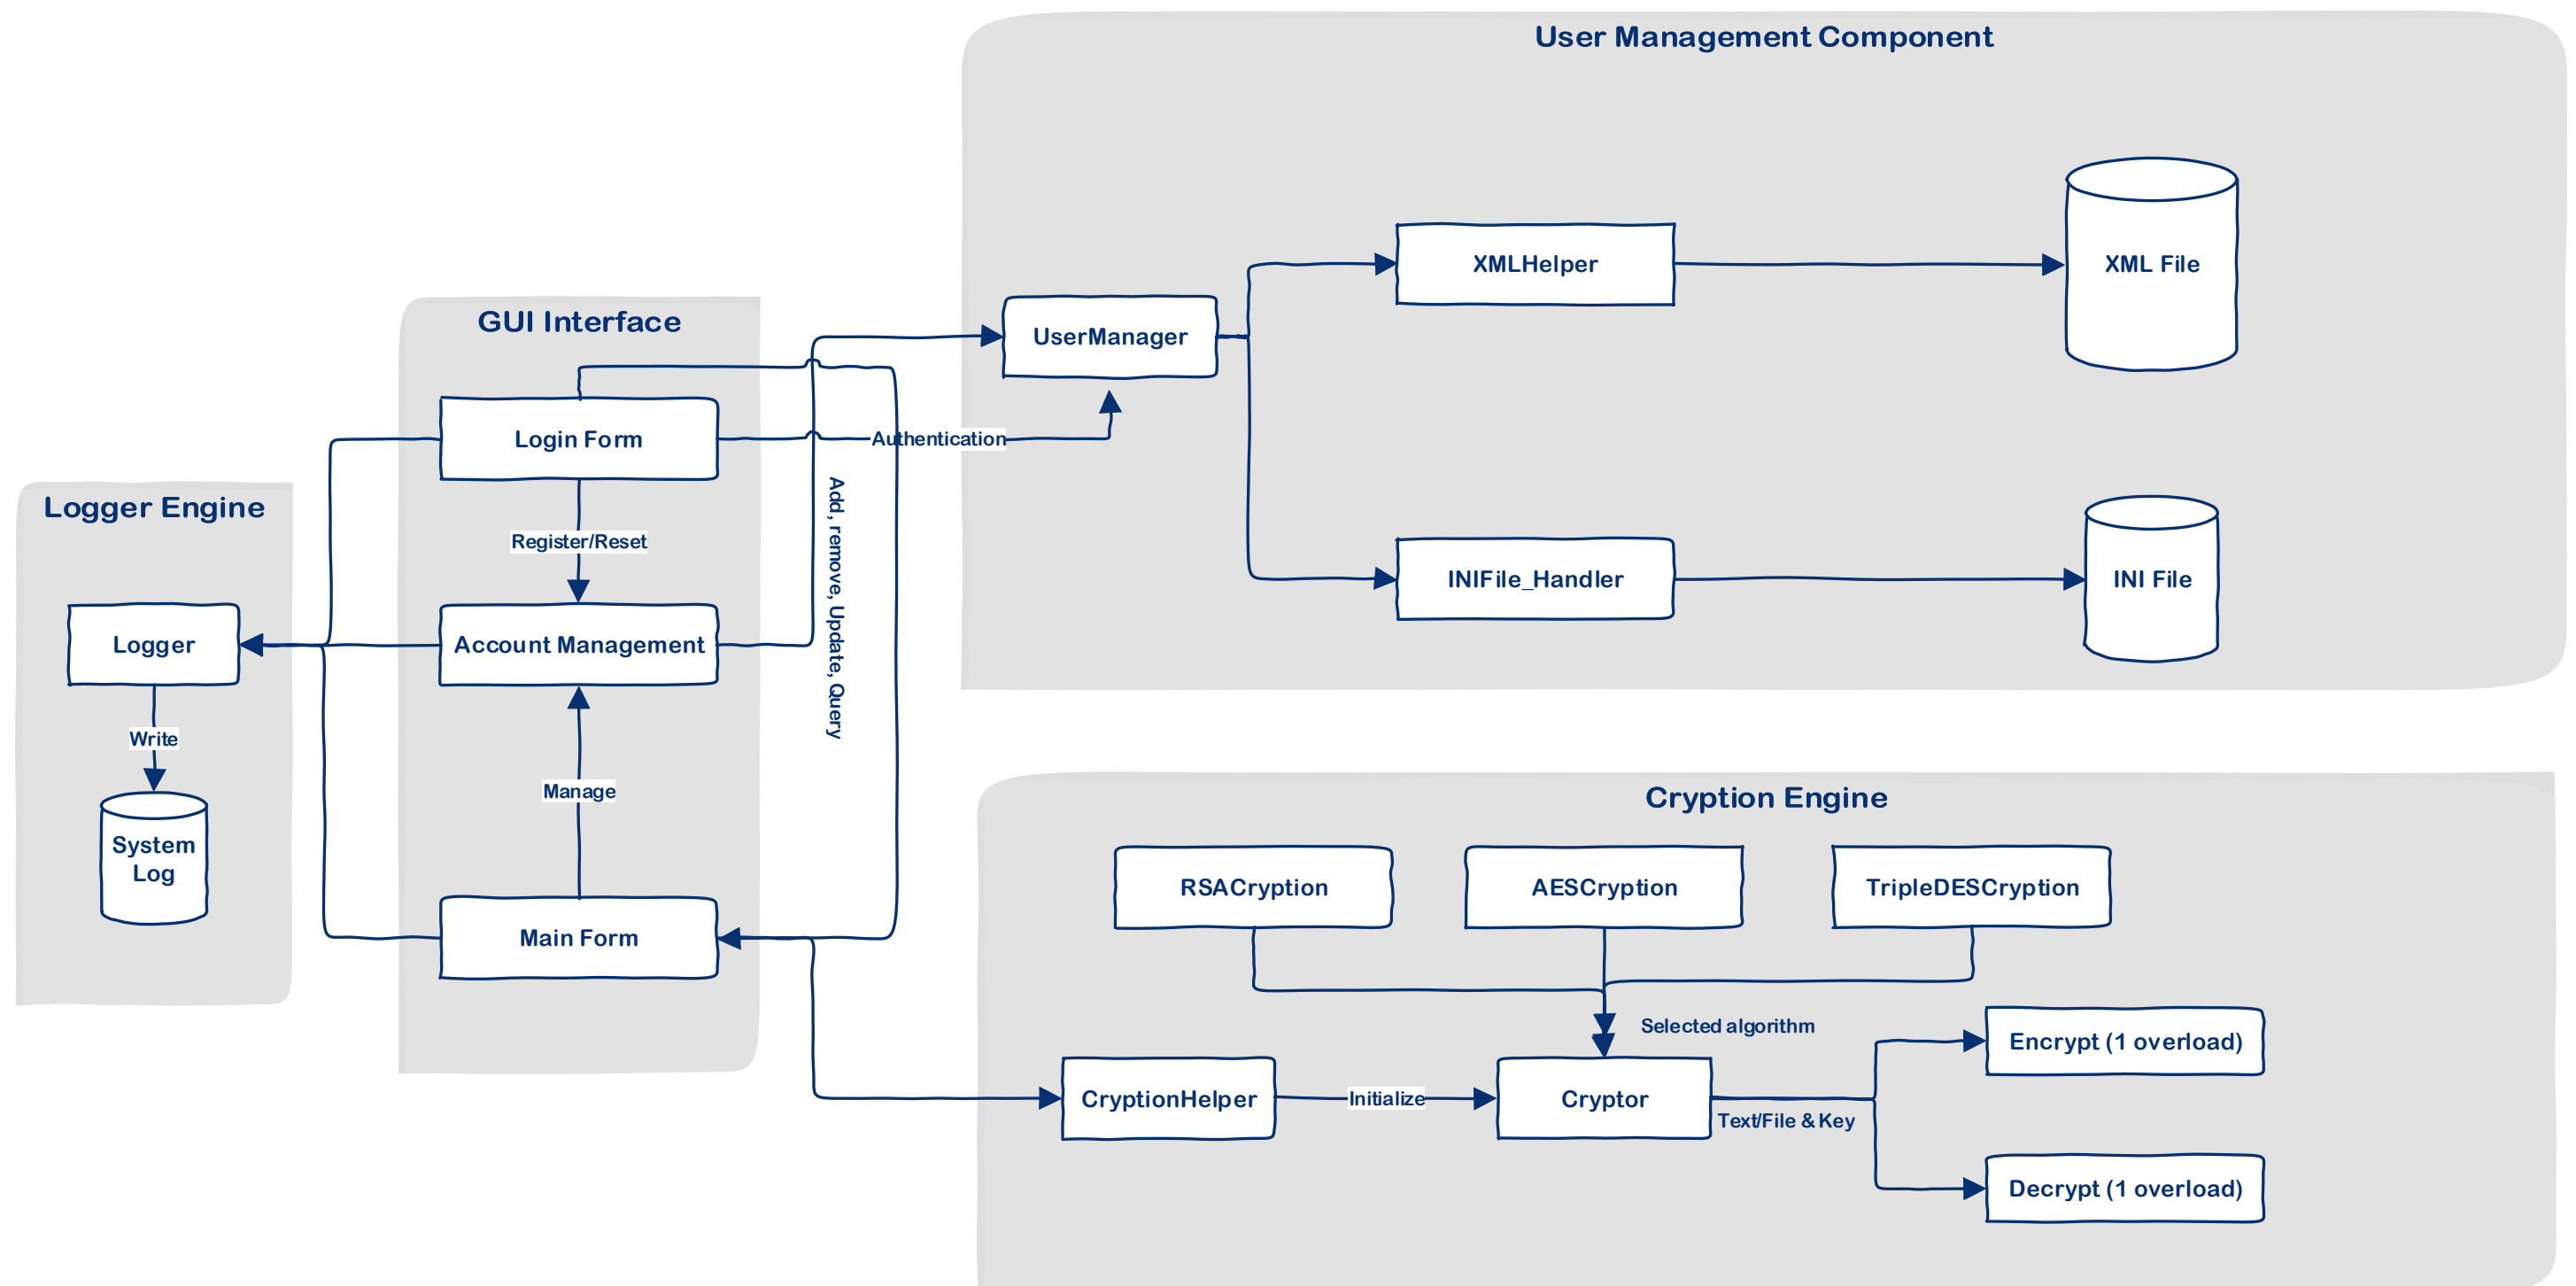 User Management Component
XMLHelper
XML File
GUI Interface
UserManager
Login Form
Authentication
Add, remove, Update, Query
Logger Engine
Register/Reset
INIFile_Handler
INI File
Logger
Account Management
Write
Manage
System
Log
Main Form
Cryption Engine
RSACryption
AESCryption
TripleDESCryption
Selected algorithm
Encrypt (1 overload)
CryptionHelper
Initialize
Cryptor
Text/File & Key
Decrypt (1 overload)